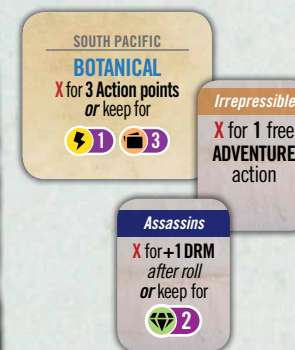 SOUTH PACIFIC
BOTANICAL
X for 3 Action points
or keep for
1 3
Irrepressible
X for 1 free
ADVENTURE
action
Assassins
X for +1 DRM
after roll
or keep for
2